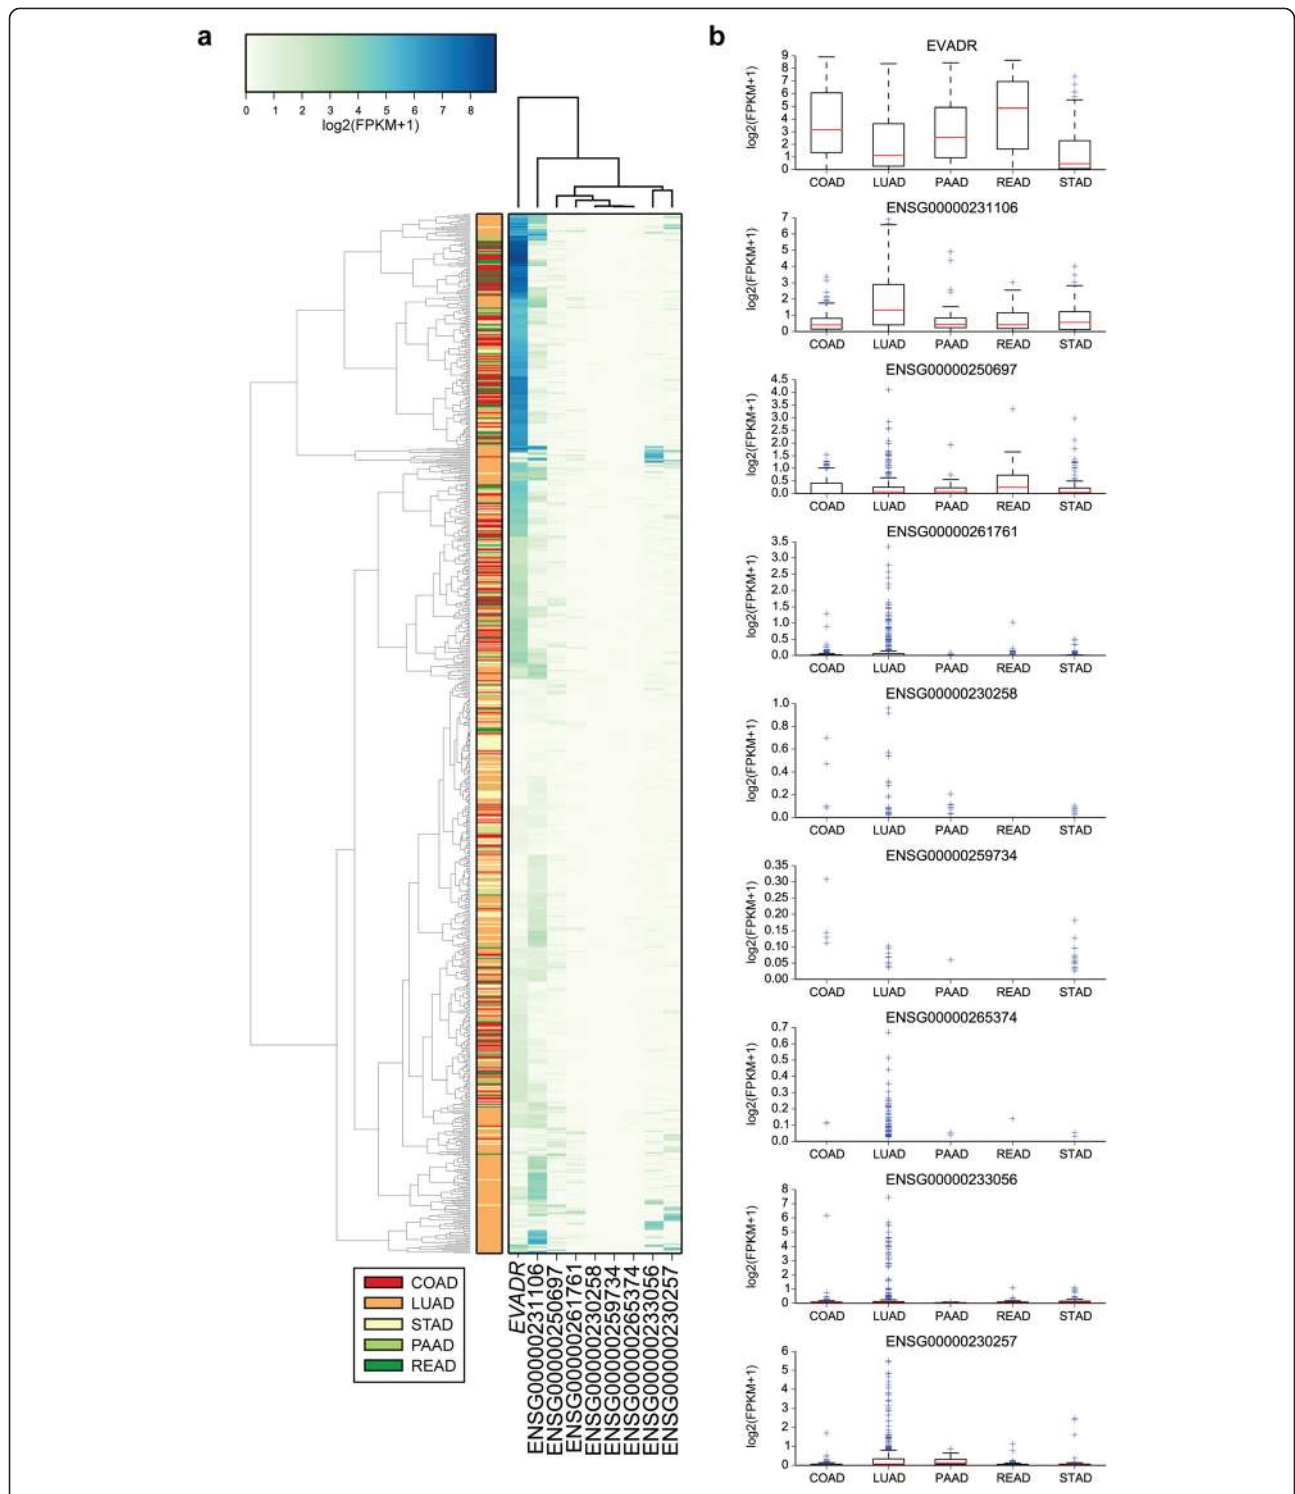 a
0 1 2 3 4 5 6 7 8
log2(FPKM+1)
EVADR
ENSG00000231106
ENSG00000250697
ENSG00000261761
ENSG00000230258
ENSG00000259734
ENSG00000265374
ENSG00000233056
ENSG00000230257
COAD
LUAD
STAD
PAAD
READ
b
EVADR
log2(FPKM+1)
9
8
7
6
5
4
3
2
1
0
COAD LUAD PAAD READ STAD
ENSG00000231106
log2(FPKM+1)
7
6
5
4
3
2
1
0
COAD LUAD PAAD READ STAD
ENSG00000250697
log2(FPKM+1)
4.5
4.0
3.5
3.0
2.5
2.0
1.5
1.0
0.5
0.0
COAD LUAD PAAD READ STAD
ENSG00000261761
log2(FPKM+1)
3.5
3.0
2.5
2.0
1.5
1.0
0.5
0.0
COAD LUAD PAAD READ STAD
ENSG00000230258
log2(FPKM+1)
1.0
0.8
0.6
0.4
0.2
0.0
COAD LUAD PAAD READ STAD
ENSG00000259734
log2(FPKM+1)
0.35
0.30
0.25
0.20
0.15
0.10
0.05
0.00
COAD LUAD PAAD READ STAD
ENSG00000265374
log2(FPKM+1)
0.7
0.6
0.5
0.4
0.3
0.2
0.1
0.0
COAD LUAD PAAD READ STAD
ENSG00000233056
log2(FPKM+1)
8
7
6
5
4
3
2
1
0
COAD LUAD PAAD READ STAD
ENSG00000230257
log2(FPKM+1)
6
5
4
3
2
1
0
COAD LUAD PAAD READ STAD